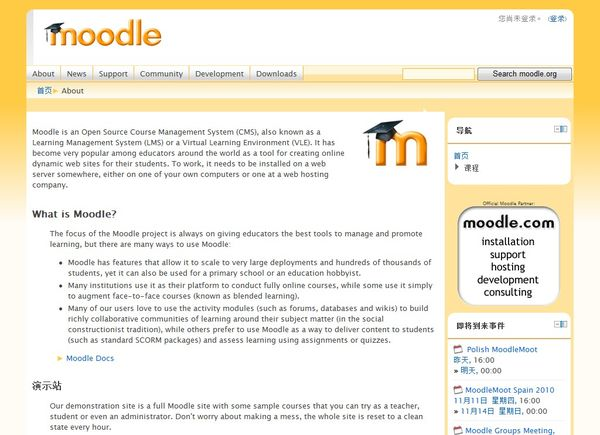 moodle
您尚未登录。 (登录)
About News Support Community Development Downloads
Search moodle.org
首页 ► About
Moodle is an Open Source Course Management System (CMS), also known as a
Learning Management System (LMS) or a Virtual Learning Environment (VLE). It has
become very popular among educators around the world as a tool for creating online
dynamic web sites for their students. To work, it needs to be installed on a web
server somewhere, either on one of your own computers or one at a web hosting
company.
m
What is Moodle?
The focus of the Moodle project is always on giving educators the best tools to manage and promote
learning, but there are many ways to use Moodle:
• Moodle has features that allow it to scale to very large deployments and hundreds of thousands of
students, yet it can also be used for a primary school or an education hobbyist.
• Many institutions use it as their platform to conduct fully online courses, while some use it simply
to augment face-to-face courses (known as blended learning).
• Many of our users love to use the activity modules (such as forums, databases and wikis) to build
richly collaborative communities of learning around their subject matter (in the social
constructionist tradition), while others prefer to use Moodle as a way to deliver content to students
(such as standard SCORM packages) and assess learning using assignments or quizzes.
► Moodle Docs
演示站
Our demonstration site is a full Moodle site with some sample courses that you can try as a teacher,
student or even an administrator. Don't worry about making a mess, the whole site is reset to a clean
state every hour.
导航
首页
► 课程
Official Moodle Partner:
moodle.com
installation
support
hosting
development
consulting
即将到来事件
Polish MoodleMoot
昨天, 16:00
» 明天, 00:00
MoodleMoot Spain 2010
11月11日 星期四, 16:00
» 11月14日 星期日, 00:00
Moodle Groups Meeting,